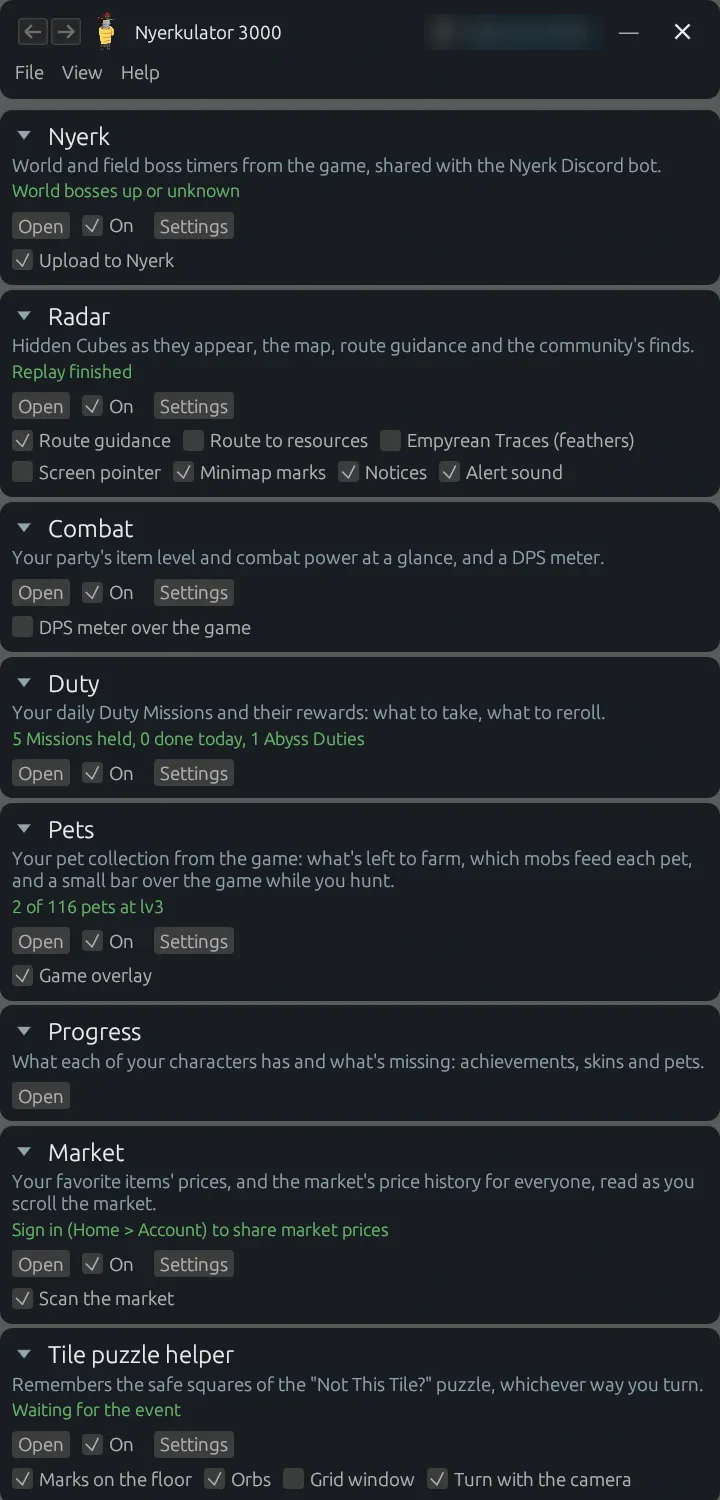 Nyerkulator 3000
File View Help
Nyerk
World and field boss timers from the game, shared with the Nyerk Discord bot.
World bosses up or unknown
Open On Settings
Upload to Nyerk
Radar
Hidden Cubes as they appear, the map, route guidance and the community's finds.
Replay finished
Open On Settings
Route guidance Route to resources Empyrean Traces (feathers)
Screen pointer Minimap marks Notices Alert sound
Combat
Your party's item level and combat power at a glance, and a DPS meter.
Open On Settings
DPS meter over the game
Duty
Your daily Duty Missions and their rewards: what to take, what to reroll.
5 Missions held, 0 done today, 1 Abyss Duties
Open On Settings
Pets
Your pet collection from the game: what's left to farm, which mobs feed each pet,
and a small bar over the game while you hunt.
2 of 116 pets at lv3
Open On Settings
Game overlay
Progress
What each of your characters has and what's missing: achievements, skins and pets.
Open
Market
Your favorite items' prices, and the market's price history for everyone, read as you
scroll the market.
Sign in (Home > Account) to share market prices
Open On Settings
Scan the market
Tile puzzle helper
Remembers the safe squares of the "Not This Tile?" puzzle, whichever way you turn.
Waiting for the event
Open On Settings
Marks on the floor Orbs Grid window Turn with the camera